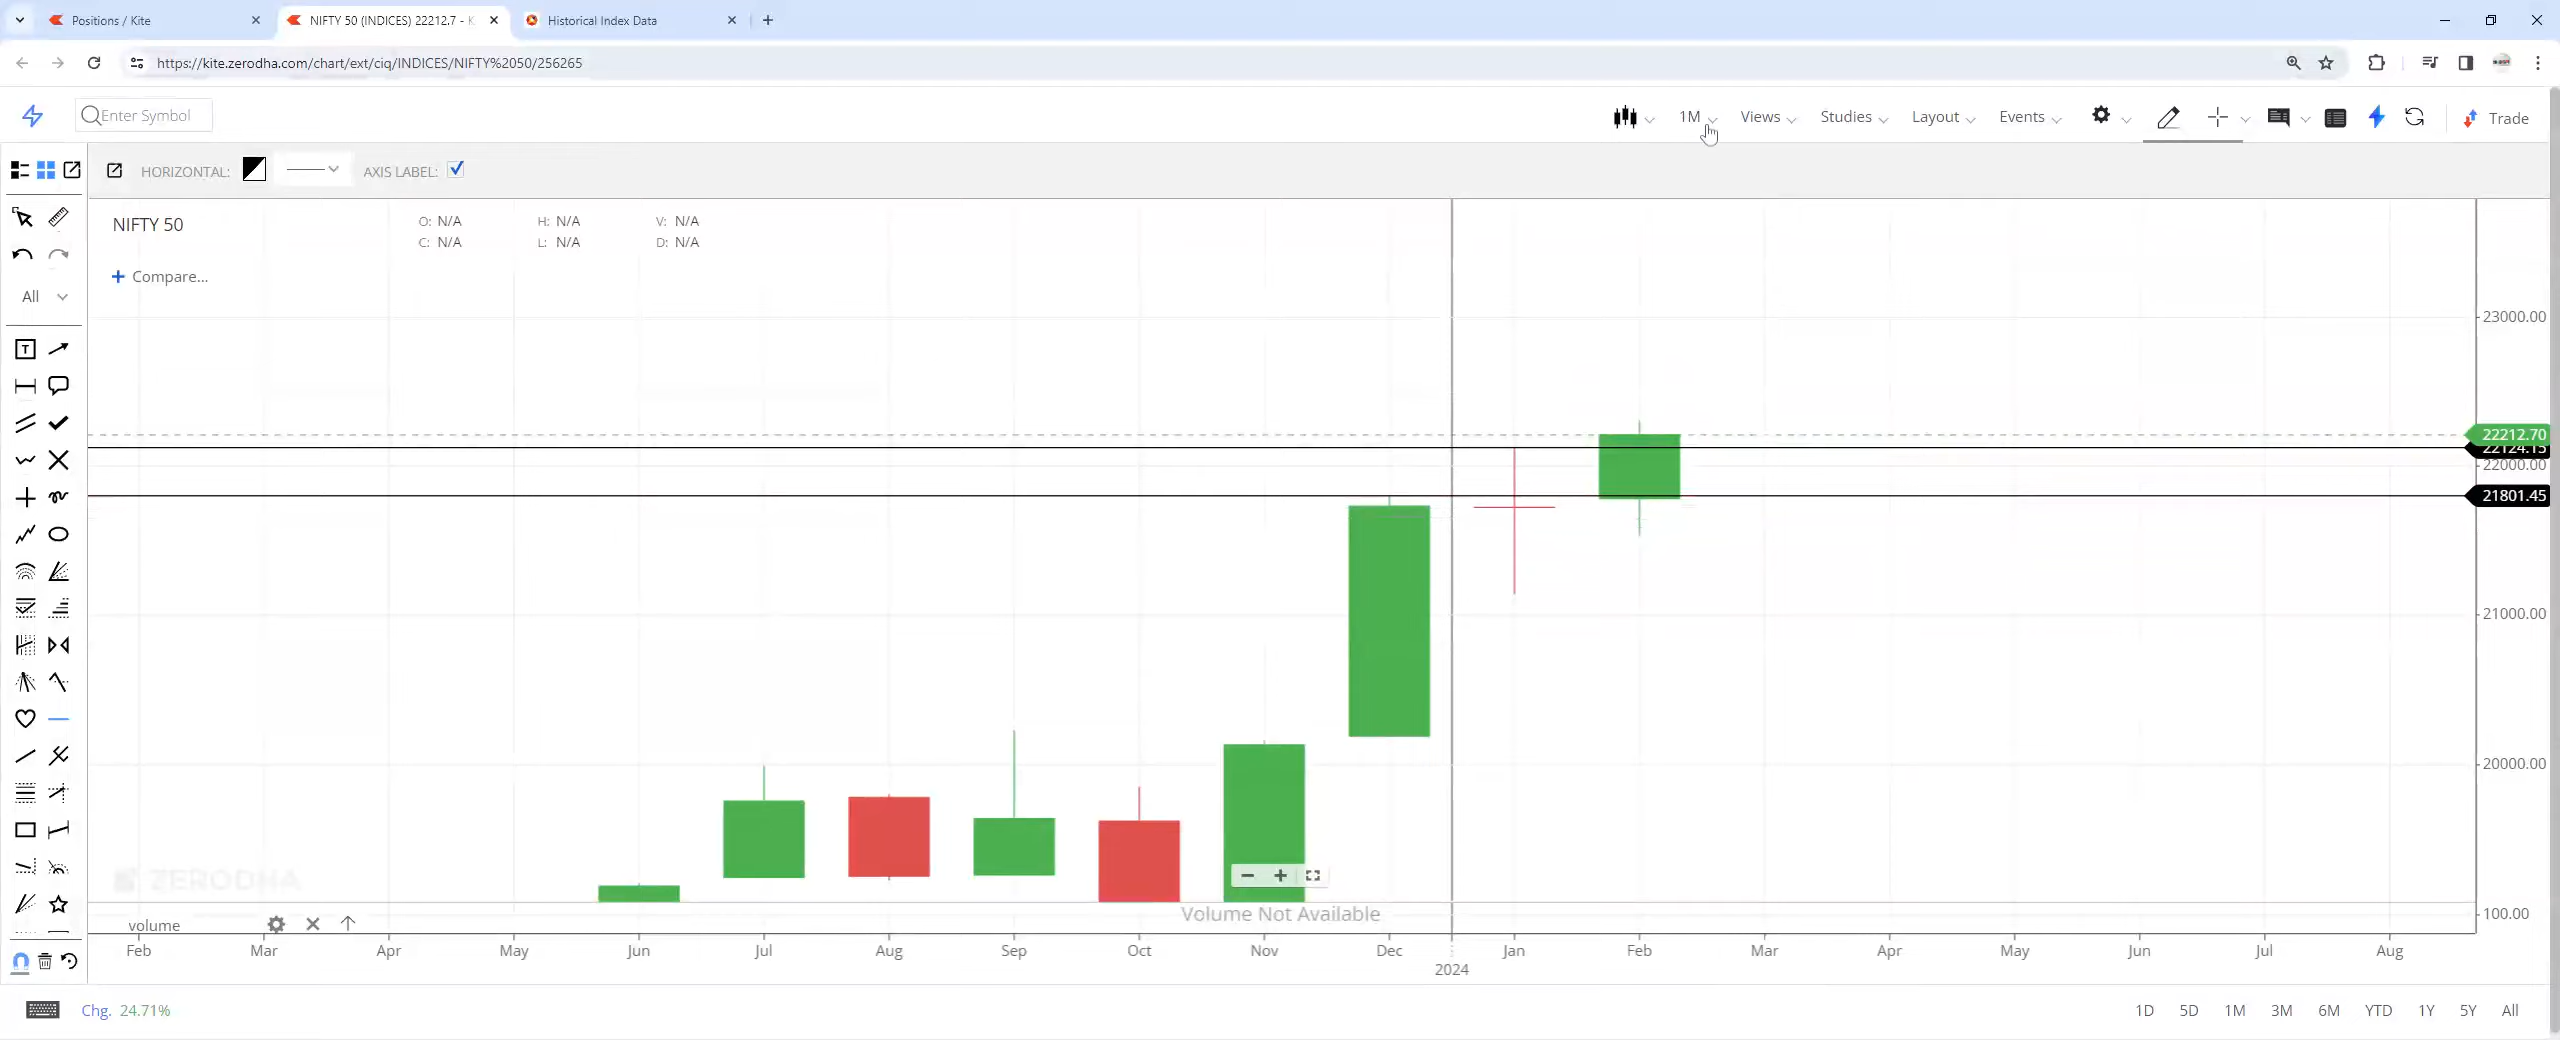 Positions / Kite
NIFTY 50 (INDICES) 22212.7 - K
Historical Index Data
https://kite.zerodha.com/chart/ext/ciq/INDICES/NIFTY%2050/256265
Enter Symbol
1M
Views
Studies
Layout
Events
Trade
HORIZONTAL:
AXIS LABEL:
NIFTY 50
O: N/A H: N/A V: N/A
C: N/A L: N/A D: N/A
+ Compare...
All
T
23000.00
22212.70
22124.15
22000.00
21801.45
21000.00
20000.00
ZERODHA
Volume Not Available
100.00
volume
Feb Mar Apr May Jun Jul Aug Sep Oct Nov Dec Jan Feb Mar Apr May Jun Jul Aug
2024
Chg. 24.71%
1D 5D 1M 3M 6M YTD 1Y 5Y All